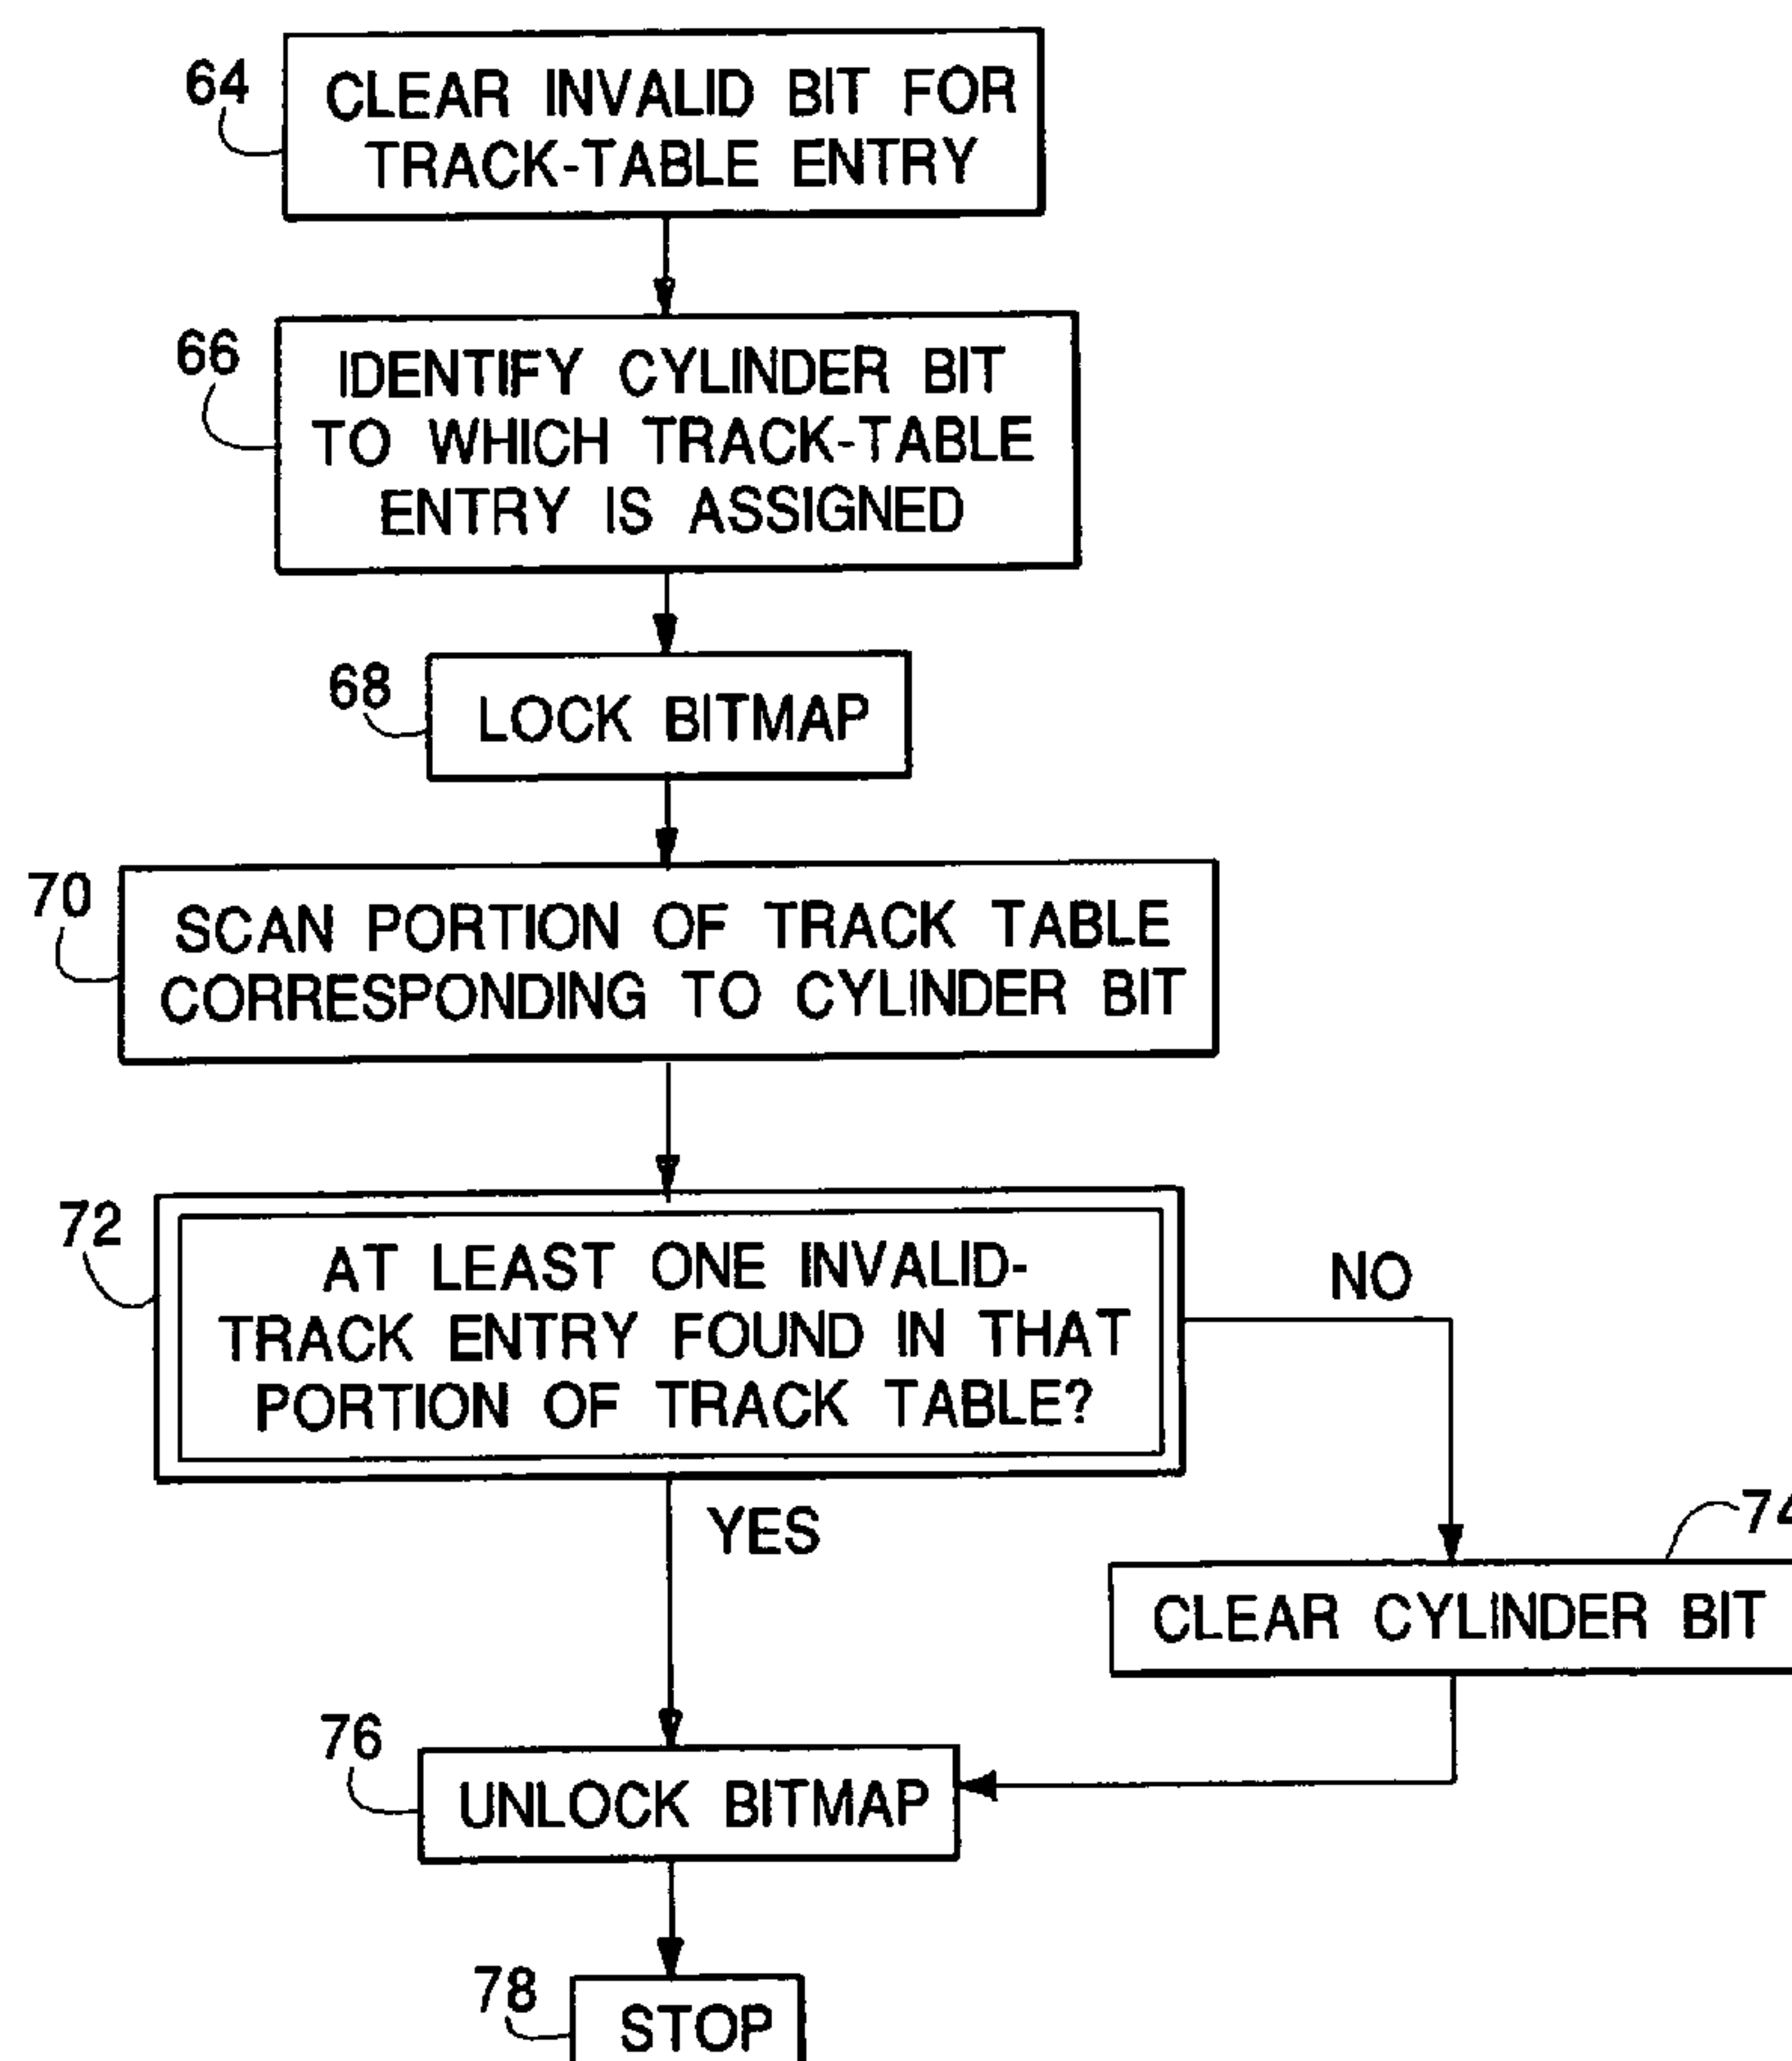 64
CLEAR INVALID BIT FOR
TRACK-TABLE ENTRY
66
IDENTIFY CYLINDER BIT
TO WHICH TRACK-TABLE
ENTRY IS ASSIGNED
68
LOCK BITMAP
70
SCAN PORTION OF TRACK TABLE
CORRESPONDING TO CYLINDER BIT
72
AT LEAST ONE INVALID-
TRACK ENTRY FOUND IN THAT
PORTION OF TRACK TABLE?
NO
YES
74
CLEAR CYLINDER BIT
76
UNLOCK BITMAP
78
STOP